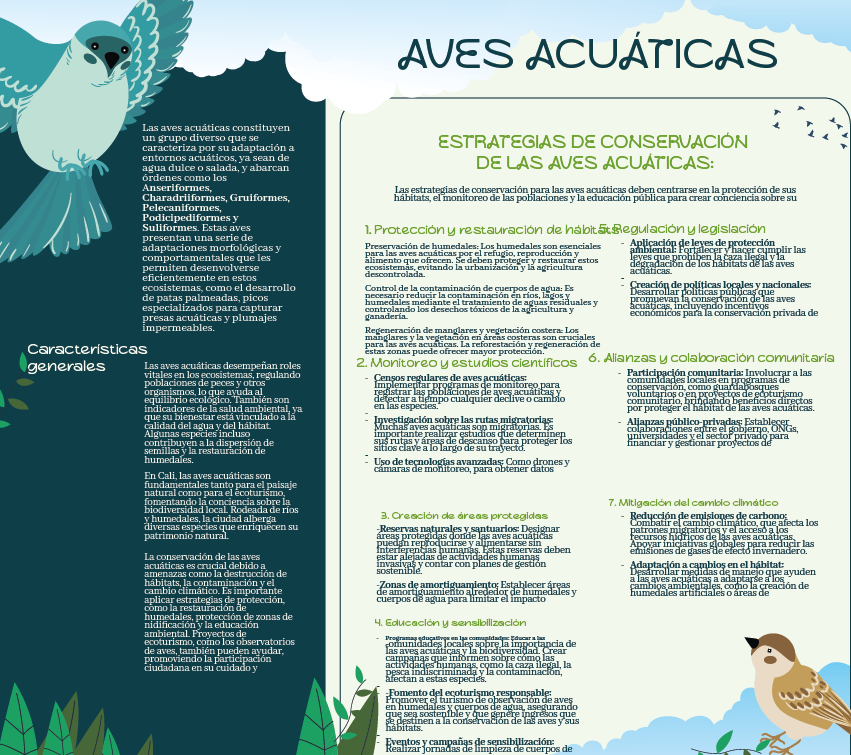 AVES ACUÁTICAS
Las aves acuáticas constituyen
un grupo diverso que se
caracteriza por su adaptación a
entornos acuáticos, ya sean de
agua dulce o salada, y abarcan
órdenes como los
Anseriformes,
Charadriiformes, Gruiformes,
Pelecaniformes,
Podicipediformes y
Suliformes. Estas aves
presentan una serie de
adaptaciones morfológicas y
comportamentales que les
permiten desenvolverse
eficientemente en estos
ecosistemas, como el desarrollo
de patas palmeadas, picos
especializados para capturar
presas acuáticas y plumajes
impermeables.
Características
generales
Las aves acuáticas desempeñan roles
vitales en los ecosistemas, regulando
poblaciones de peces y otros
organismos, lo que ayuda al
equilibrio ecológico. También son
indicadores de la salud ambiental, ya
que su bienestar está vinculado a la
calidad del agua y del hábitat.
Algunas especies incluso
contribuyen a la dispersión de
semillas y la restauración de
humedales.
En Cali, las aves acuáticas son
fundamentales tanto para el paisaje
natural como para el ecoturismo,
fomentando la conciencia sobre la
biodiversidad local. Rodeada de ríos
y humedales, la ciudad alberga
diversas especies que enriquecen su
patrimonio natural.
La conservación de las aves
acuáticas es crucial debido a
amenazas como la destrucción de
hábitats, la contaminación y el
cambio climático. Es importante
aplicar estrategias de protección,
como la restauración de
humedales, protección de zonas de
nidificación y la educación
ambiental. Proyectos de
ecoturismo, como los observatorios
de aves, también pueden ayudar,
promoviendo la participación
ciudadana en su cuidado y
ESTRATEGIAS DE CONSERVACIÓN
DE LAS AVES ACUÁTICAS:
Las estrategias de conservación para las aves acuáticas deben centrarse en la protección de sus
hábitats, el monitoreo de las poblaciones y la educación pública para crear conciencia sobre su
1. Protección y restauración de hábitats
Preservación de humedales: Los humedales son esenciales
para las aves acuáticas por el refugio, reproducción y
alimento que ofrecen. Se deben proteger y restaurar estos
ecosistemas, evitando la urbanización y la agricultura
descontrolada.
Control de la contaminación de cuerpos de agua: Es
necesario reducir la contaminación en ríos, lagos y
humedales mediante el tratamiento de aguas residuales y
controlando los desechos tóxicos de la agricultura y
ganadería.
Regeneración de manglares y vegetación costera: Los
manglares y la vegetación en áreas costeras son cruciales
para las aves acuáticas. La reforestación y regeneración de
estas zonas puede ofrecer mayor protección.
2. Monitoreo y estudios científicos
- Censos regulares de aves acuáticas:
Implementar programas de monitoreo para
registrar las poblaciones de aves acuáticas y
detectar a tiempo cualquier declive o cambio
en las especies.
-
Investigación sobre las rutas migratorias:
Muchas aves acuáticas son migratorias. Es
importante realizar estudios que determinen
sus rutas y áreas de descanso para proteger los
sitios clave a lo largo de su trayecto.
-
- Uso de tecnologías avanzadas: Como drones y
cámaras de monitoreo, para obtener datos
3. Creación de áreas protegidas
-Reservas naturales y santuarios: Designar
áreas protegidas donde las aves acuáticas
puedan reproducirse y alimentarse sin
interferencias humanas. Estas reservas deben
estar alejadas de actividades humanas
invasivas y contar con planes de gestión
sostenible.
-Zonas de amortiguamiento: Establecer áreas
de amortiguamiento alrededor de humedales y
cuerpos de agua para limitar el impacto
4. Educación y sensibilización
- Programas educativos en las comunidades: Educar a las
comunidades locales sobre la importancia de
las aves acuáticas y la biodiversidad. Crear
campañas que informen sobre cómo las
actividades humanas, como la caza ilegal, la
pesca indiscriminada y la contaminación,
afectan a estas especies.
- -Fomento del ecoturismo responsable:
Promover el turismo de observación de aves
en humedales y cuerpos de agua, asegurando
que sea sostenible y que genere ingresos que
se destinen a la conservación de las aves y sus
hábitats.
- Eventos y campañas de sensibilización:
Realizar jornadas de limpieza de cuerpos de
5. Regulación y legislación
- Aplicación de leyes de protección
ambiental: Fortalecer y hacer cumplir las
leyes que prohíben la caza ilegal y la
degradación de los hábitats de las aves
acuáticas.
-
- Creación de políticas locales y nacionales:
Desarrollar políticas públicas que
promuevan la conservación de las aves
acuáticas, incluyendo incentivos
económicos para la conservación privada de
6. Alianzas y colaboración comunitaria
- Participación comunitaria: Involucrar a las
comunidades locales en programas de
conservación, como guardabosques
voluntarios o en proyectos de ecoturismo
comunitario, brindando beneficios directos
por proteger el hábitat de las aves acuáticas.
- Alianzas público-privadas: Establecer
colaboraciones entre el gobierno, ONGs,
universidades y el sector privado para
financiar y gestionar proyectos de
7. Mitigación del cambio climático
- Reducción de emisiones de carbono:
Combatir el cambio climático, que afecta los
patrones migratorios y el acceso a los
recursos hídricos de las aves acuáticas.
Apoyar iniciativas globales para reducir las
emisiones de gases de efecto invernadero.
- Adaptación a cambios en el hábitat:
Desarrollar medidas de manejo que ayuden
a las aves acuáticas a adaptarse a los
cambios ambientales, como la creación de
humedales artificiales o áreas de